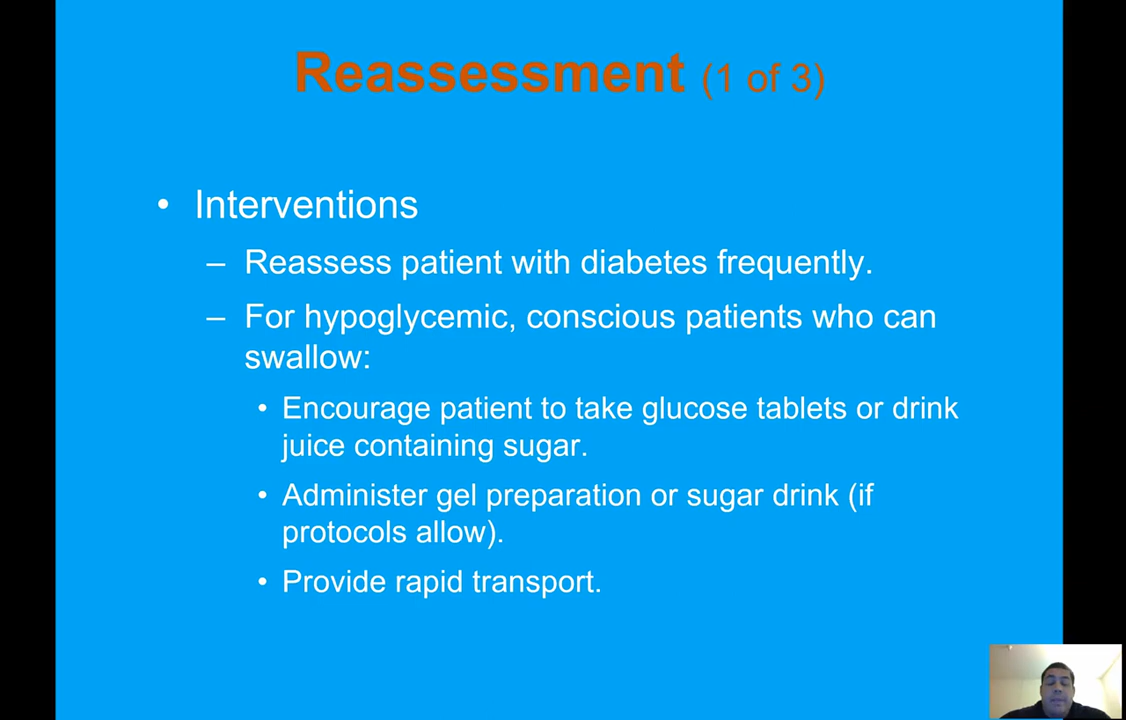 Reassessment (1 of 3)
• Interventions
– Reassess patient with diabetes frequently.
– For hypoglycemic, conscious patients who can
swallow:
• Encourage patient to take glucose tablets or drink
juice containing sugar.
• Administer gel preparation or sugar drink (if
protocols allow).
• Provide rapid transport.